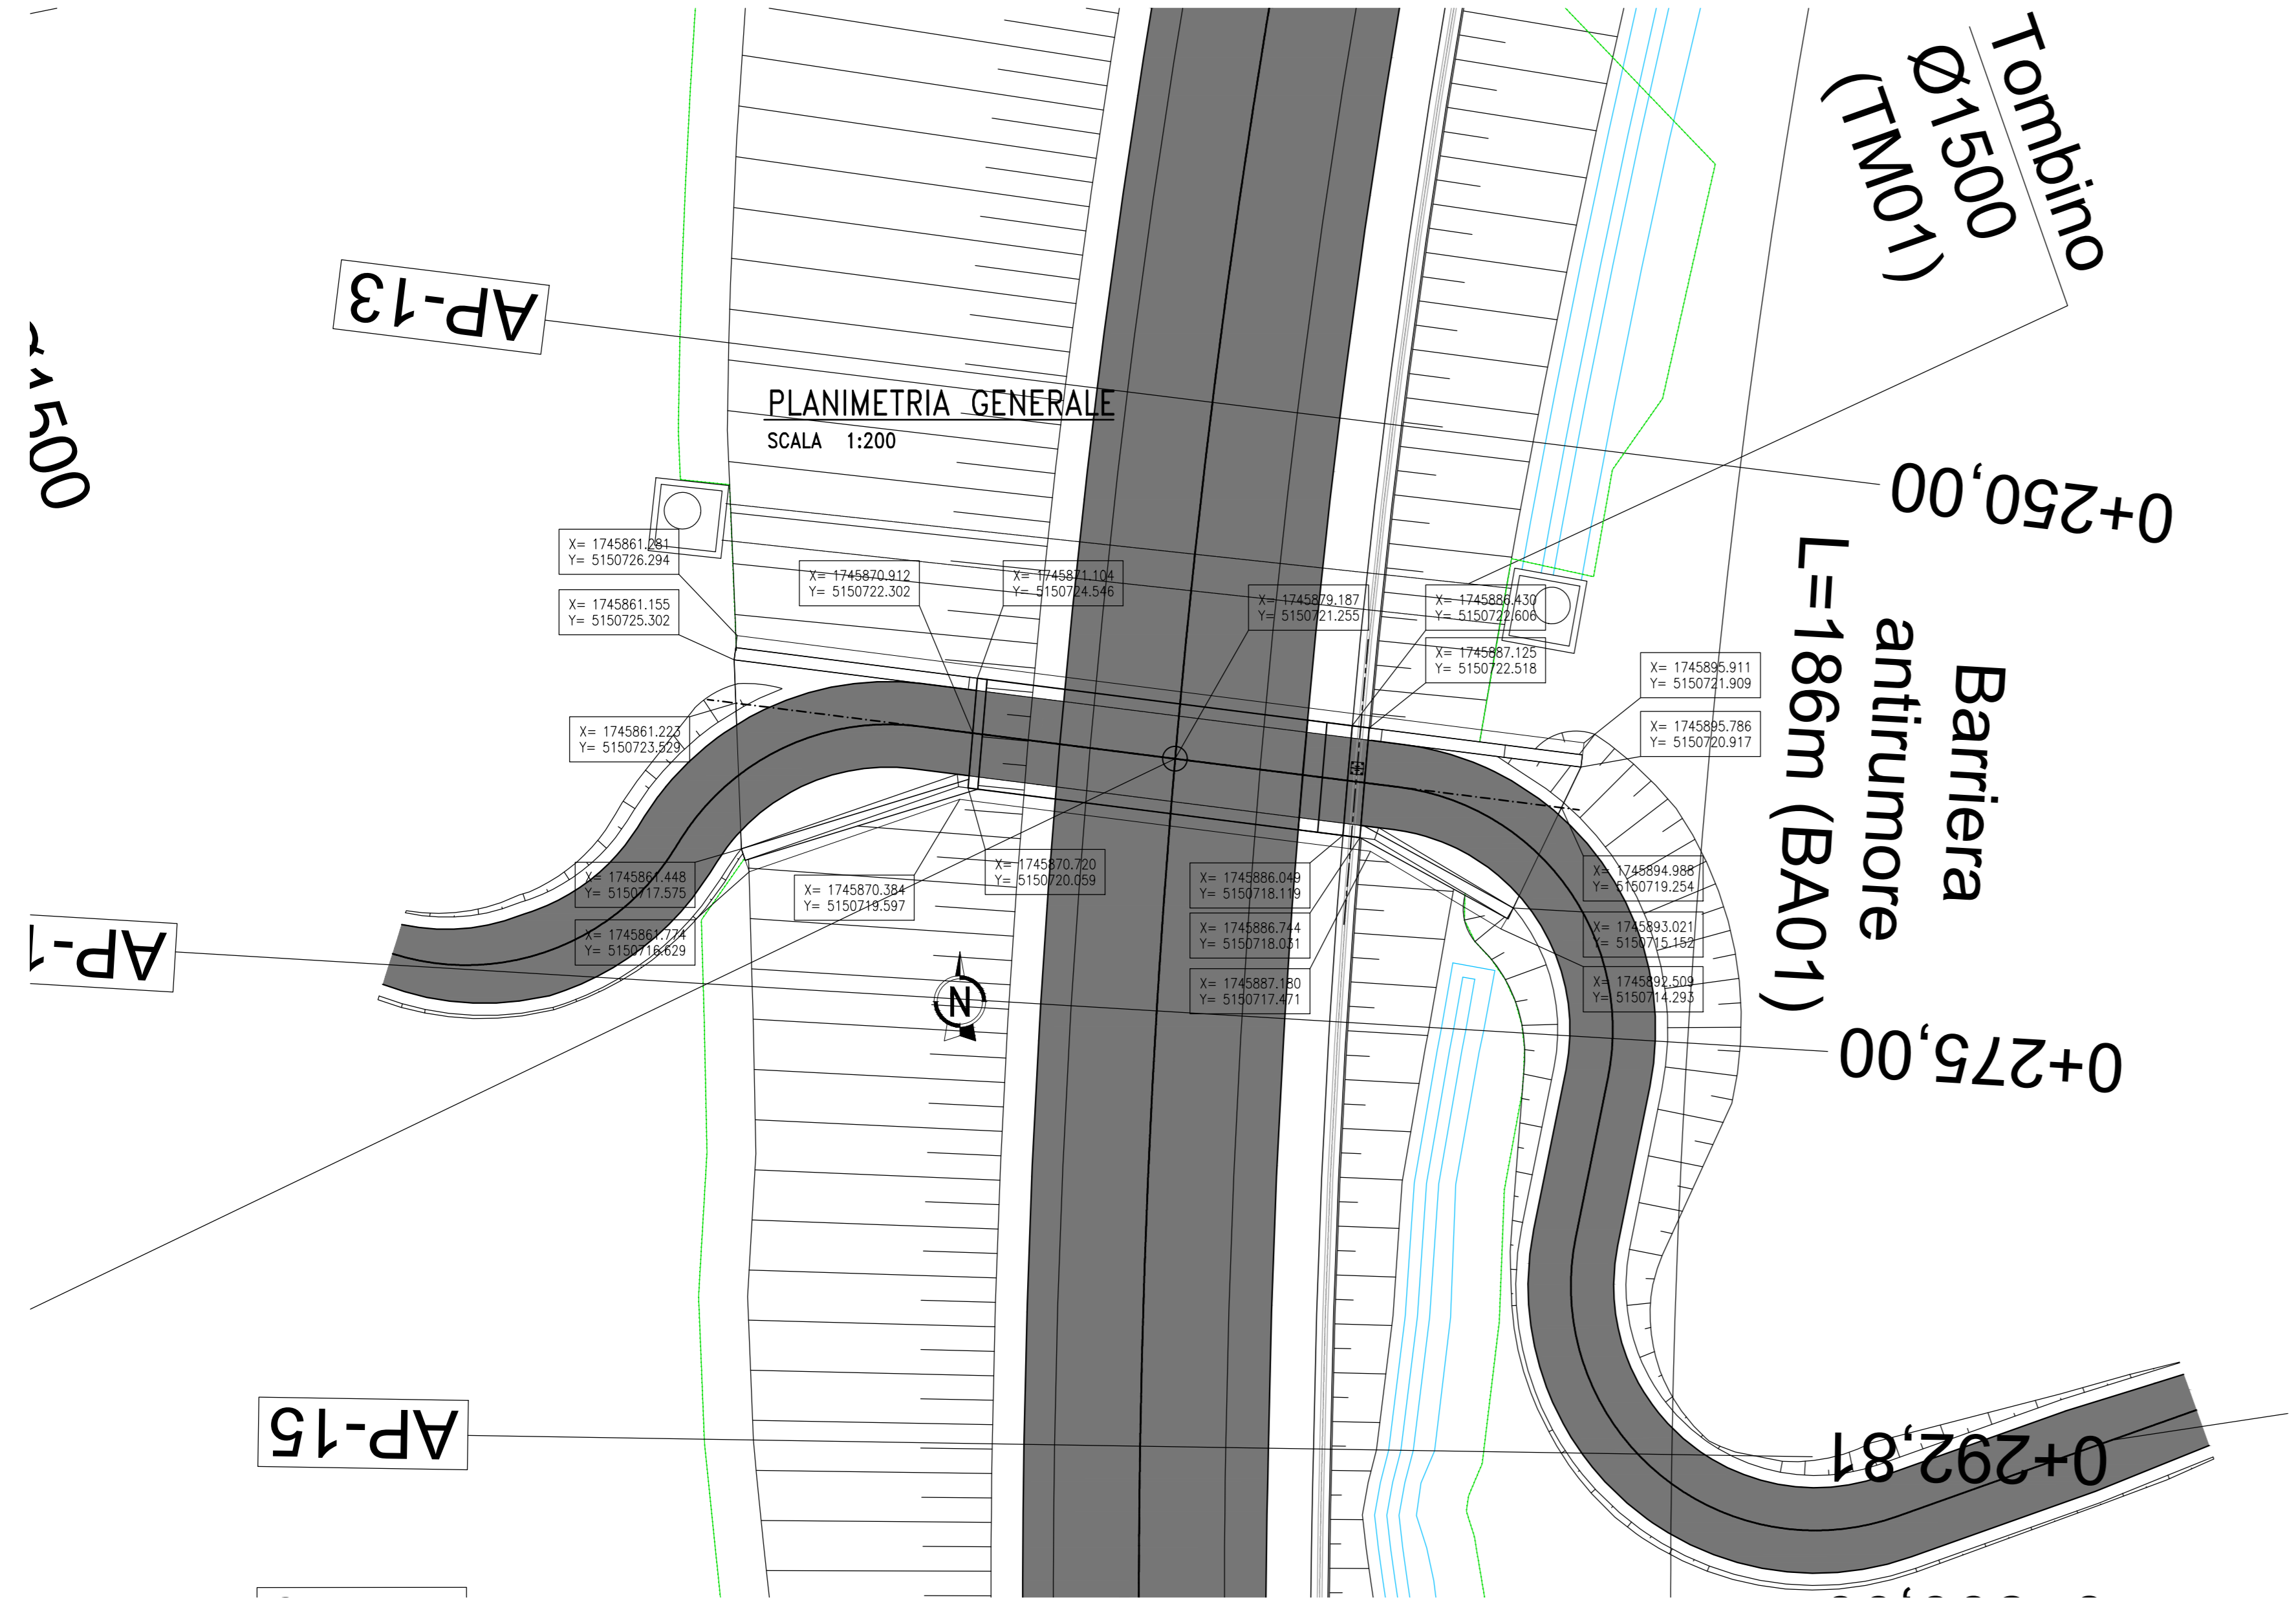 Tombino
Ø1500
(TM01)
AP-13
1500
PLANIMETRIA GENERALE
SCALA 1:200
0+250,00
X= 1745861.281
Y= 5150726.294
X= 1745870.912
Y= 5150722.302
X= 1745871.104
Y= 5150724.546
X= 1745879.187
Y= 5150721.255
X= 1745886.430
Y= 5150722.606
X= 1745861.155
Y= 5150725.302
X= 1745887.125
Y= 5150722.518
X= 1745895.911
Y= 5150721.909
X= 1745861.223
Y= 5150723.529
X= 1745895.786
Y= 5150720.917
Barriera
antirumore
L=186m (BA01)
X= 1745861.448
Y= 5150717.575
X= 1745870.384
Y= 5150719.597
X= 1745870.720
Y= 5150720.059
X= 1745886.049
Y= 5150718.119
X= 1745894.988
Y= 5150719.254
X= 1745861.774
Y= 5150716.629
X= 1745886.744
Y= 5150718.031
X= 1745893.021
Y= 5150715.152
X= 1745887.180
Y= 5150717.471
X= 1745892.509
Y= 5150714.293
AP-1
N
0+275,00
AP-15
0+292,81